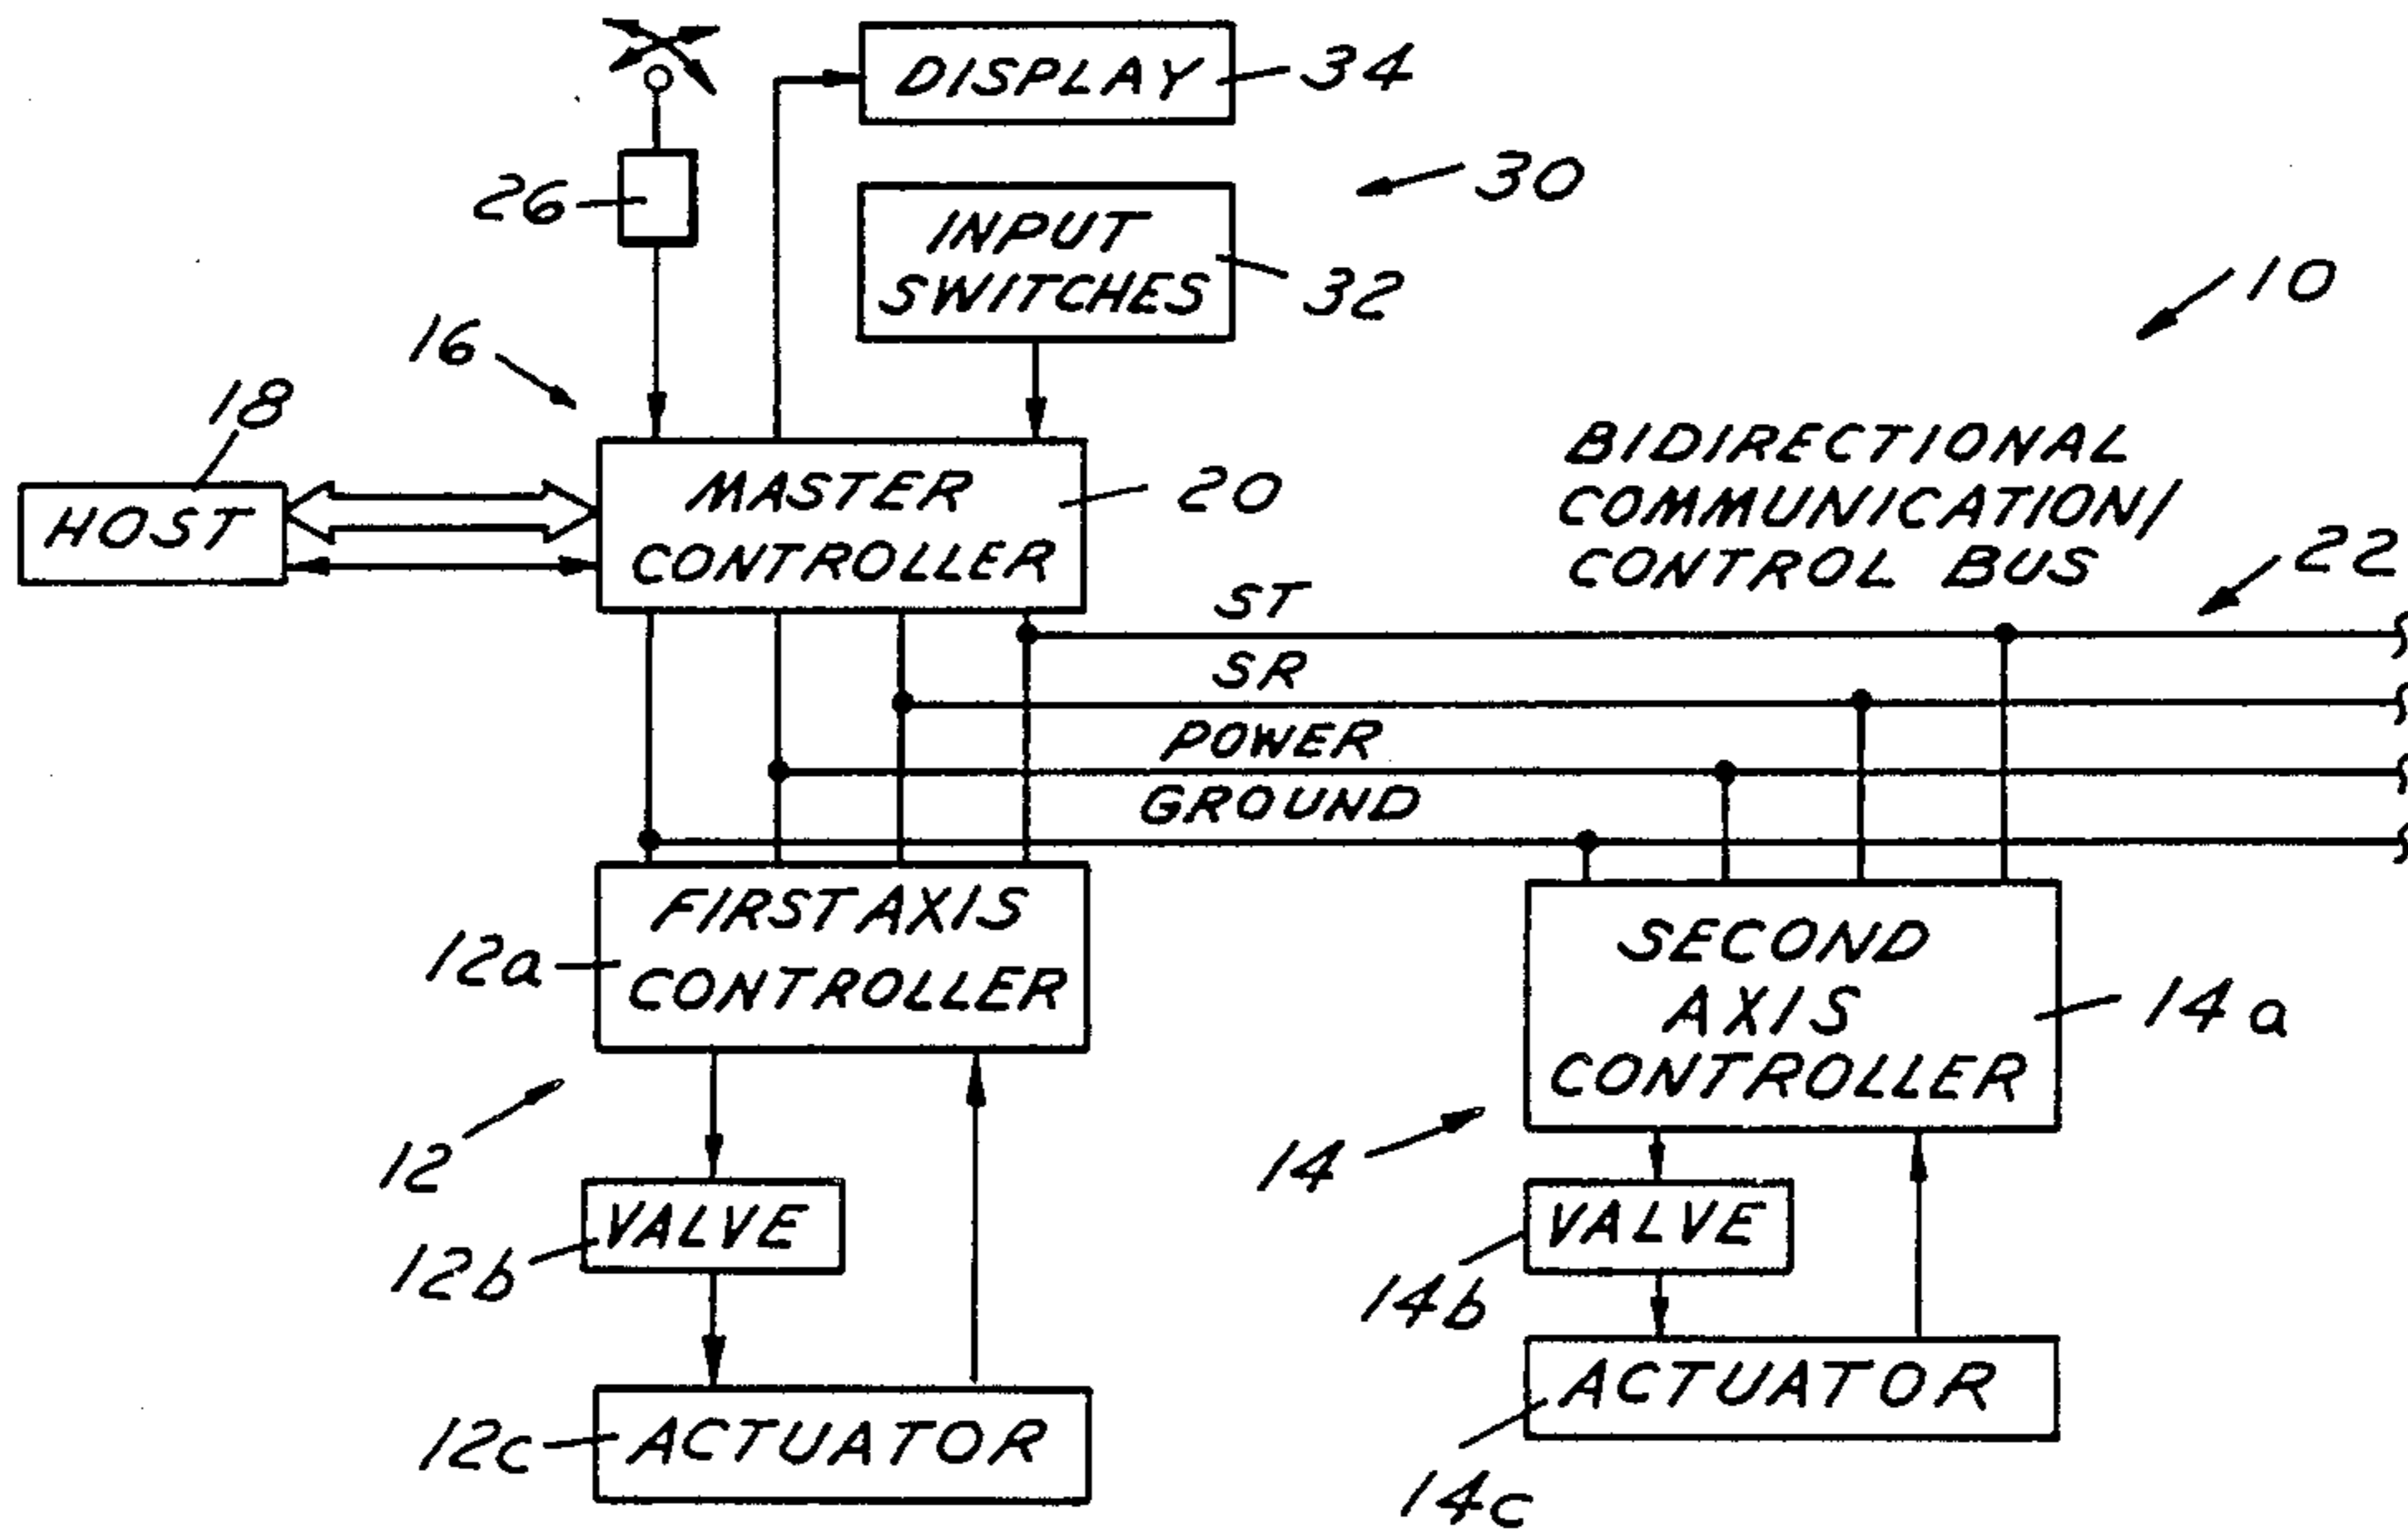 DISPLAY
34
26
INPUT
SWITCHES
30
32
10
16
18
HOST
MASTER
CONTROLLER
20
BIDIRECTIONAL
COMMUNICATION/
CONTROL BUS
22
ST
SR
POWER
GROUND
FIRST AXIS
CONTROLLER
12a
SECOND
AXIS
CONTROLLER
14a
12
14
VALVE
12b
VALVE
14b
ACTUATOR
12c
ACTUATOR
14c